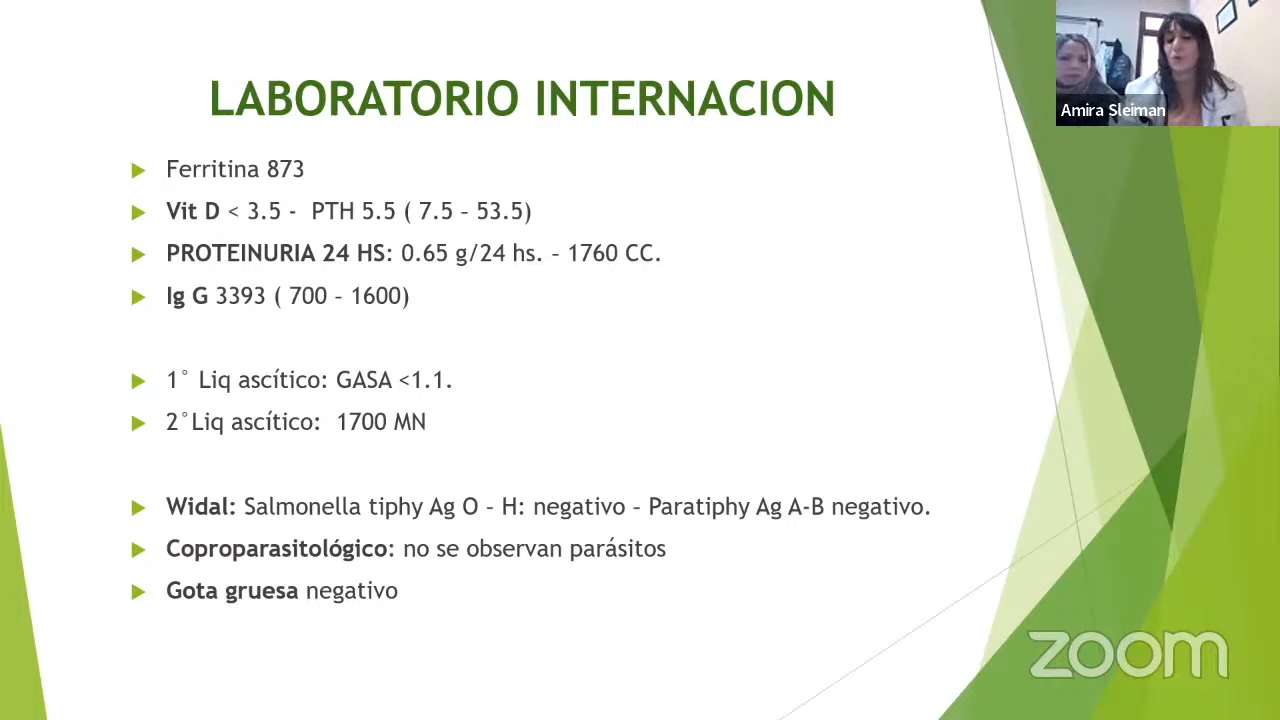 LABORATORIO INTERNACION
Ferritina 873
Vit D < 3.5 - PTH 5.5 ( 7.5 – 53.5)
PROTEINURIA 24 HS: 0.65 g/24 hs. – 1760 CC.
Ig G 3393 ( 700 – 1600)
1° Liq ascítico: GASA <1.1.
2°Liq ascítico: 1700 MN
Widal: Salmonella tiphy Ag O – H: negativo – Paratiphy Ag A-B negativo.
Coproparasitológico: no se observan parásitos
Gota gruesa negativo
Amira Sleiman
zoom